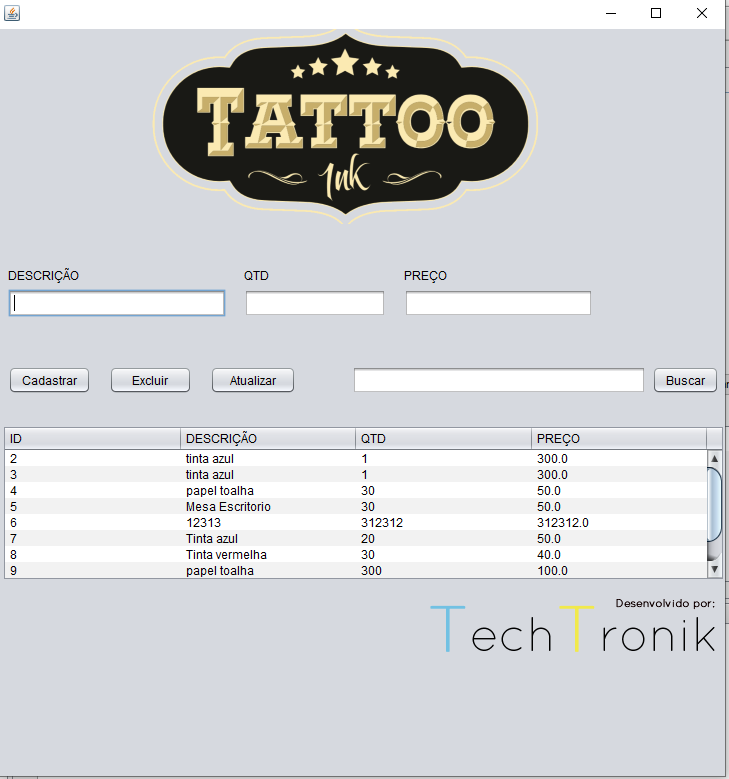 TATTOO
Ink
DESCRIÇÃO QTD PREÇO
Cadastrar Excluir Atualizar Buscar
ID DESCRIÇÃO QTD PREÇO
2 tinta azul 1 300.0
3 tinta azul 1 300.0
4 papel toalha 30 50.0
5 Mesa Escritorio 30 50.0
6 12313 312312 312312.0
7 Tinta azul 20 50.0
8 Tinta vermelha 30 40.0
9 papel toalha 300 100.0
Desenvolvido por:
TechTronik